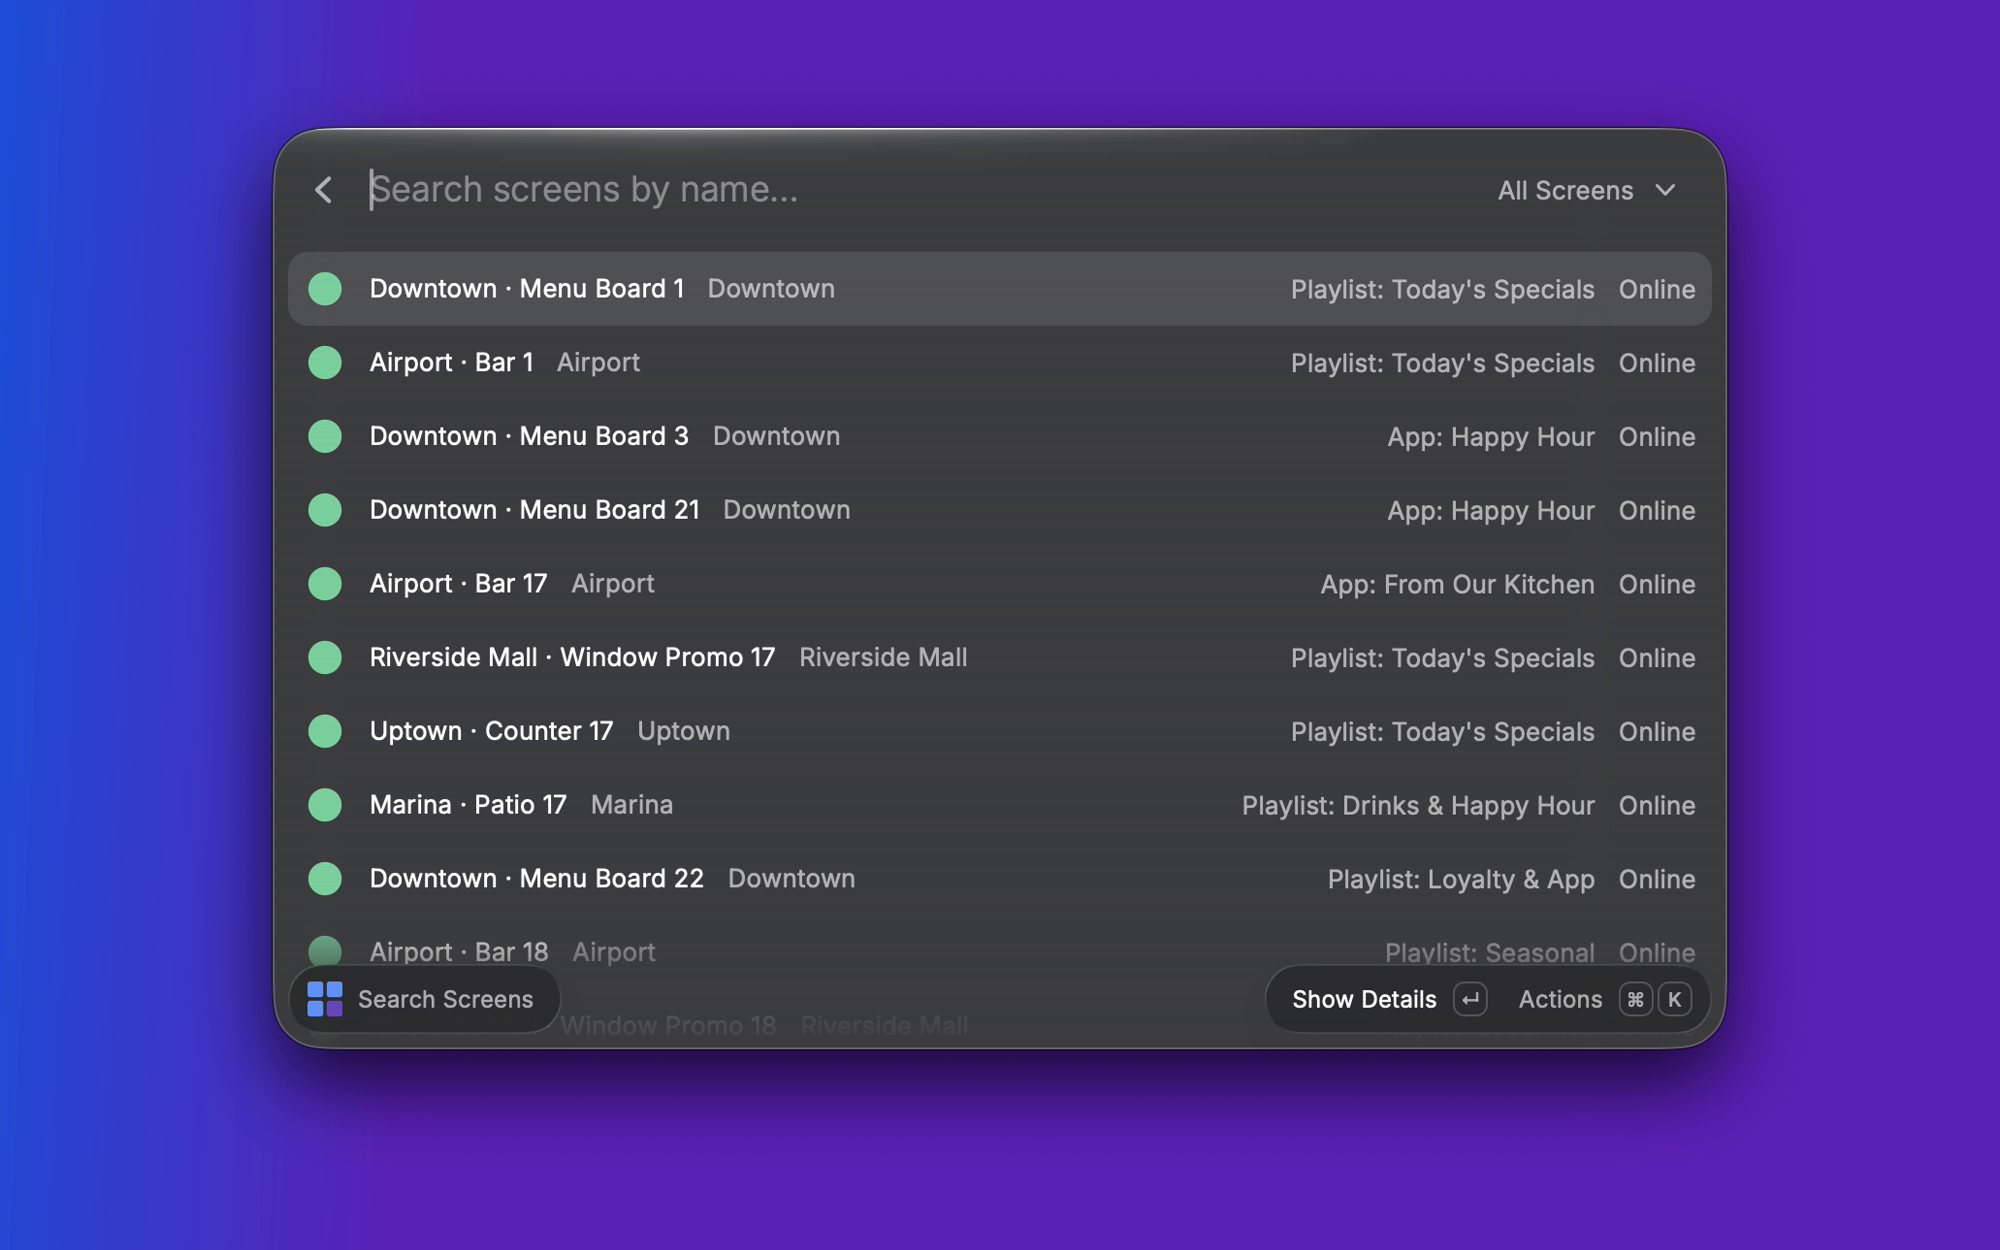 Search screens by name...
All Screens
Downtown · Menu Board 1 Downtown Playlist: Today's Specials Online
Airport · Bar 1 Airport Playlist: Today's Specials Online
Downtown · Menu Board 3 Downtown App: Happy Hour Online
Downtown · Menu Board 21 Downtown App: Happy Hour Online
Airport · Bar 17 Airport App: From Our Kitchen Online
Riverside Mall · Window Promo 17 Riverside Mall Playlist: Today's Specials Online
Uptown · Counter 17 Uptown Playlist: Today's Specials Online
Marina · Patio 17 Marina Playlist: Drinks & Happy Hour Online
Downtown · Menu Board 22 Downtown Playlist: Loyalty & App Online
Airport · Bar 18 Airport Playlist: Seasonal Online
Window Promo 18 Riverside Mall
Search Screens
Show Details ↵ Actions ⌘ K